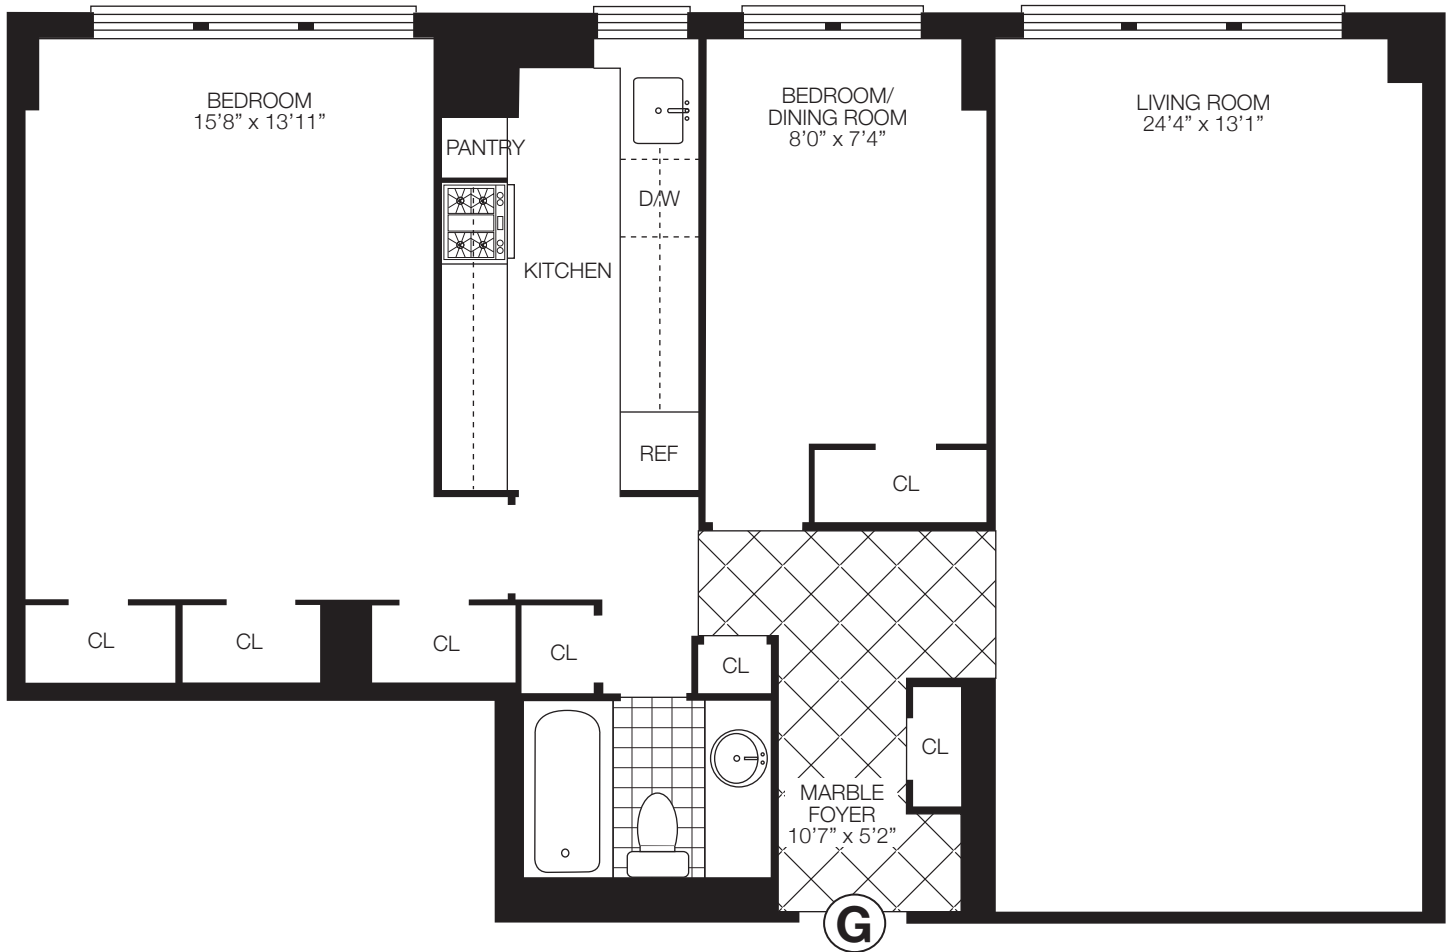 BEDROOM
15’8” x 13’11”
PANTRY
KITCHEN
D/W
REF
BEDROOM/
DINING ROOM
8’0” x 7’4”
LIVING ROOM
24’4” x 13’1”
CL
CL
CL
CL
CL
CL
CL
MARBLE
FOYER
10’7” x 5’2”
G